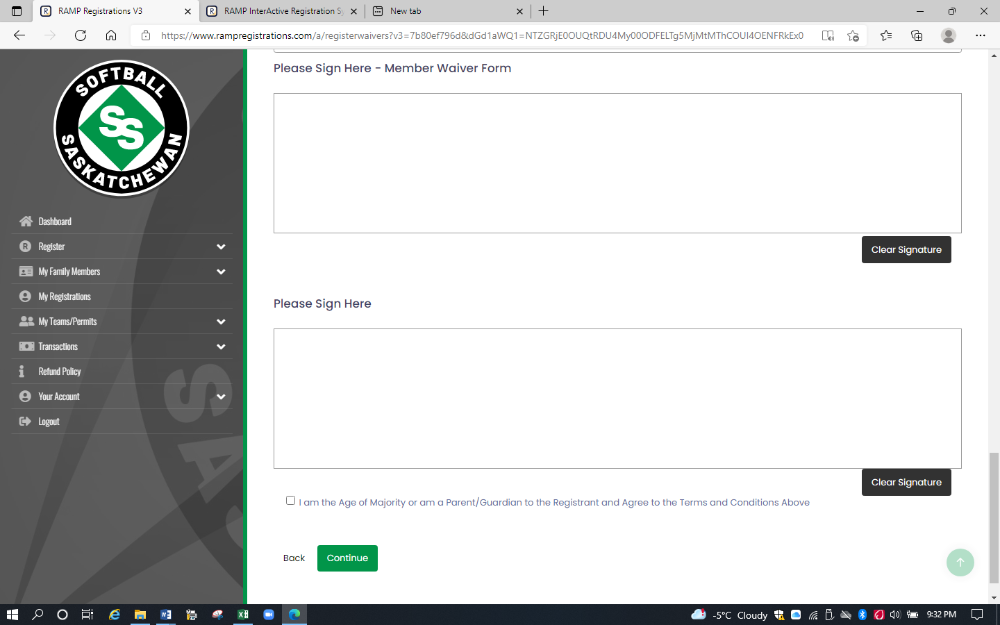 RAMP Registrations V3
RAMP InterActive Registration Sy
New tab
https://www.rampregistrations.com/a/registerwaivers?v3=7b80ef796d&dGd1aWQ1=NTZGRjE0OUQtRDU4My00ODFELTg5MjMtMThCOUI4OENFRkEx0
SOFTBALL
SS
SASKATCHEWAN
Dashboard
R Register
My Family Members
My Registrations
My Teams/Permits
Transactions
Refund Policy
Your Account
Logout
Please Sign Here - Member Waiver Form
Clear Signature
Please Sign Here
Clear Signature
I am the Age of Majority or am a Parent/Guardian to the Registrant and Agree to the Terms and Conditions Above
Back
Continue
-5°C Cloudy
9:32 PM